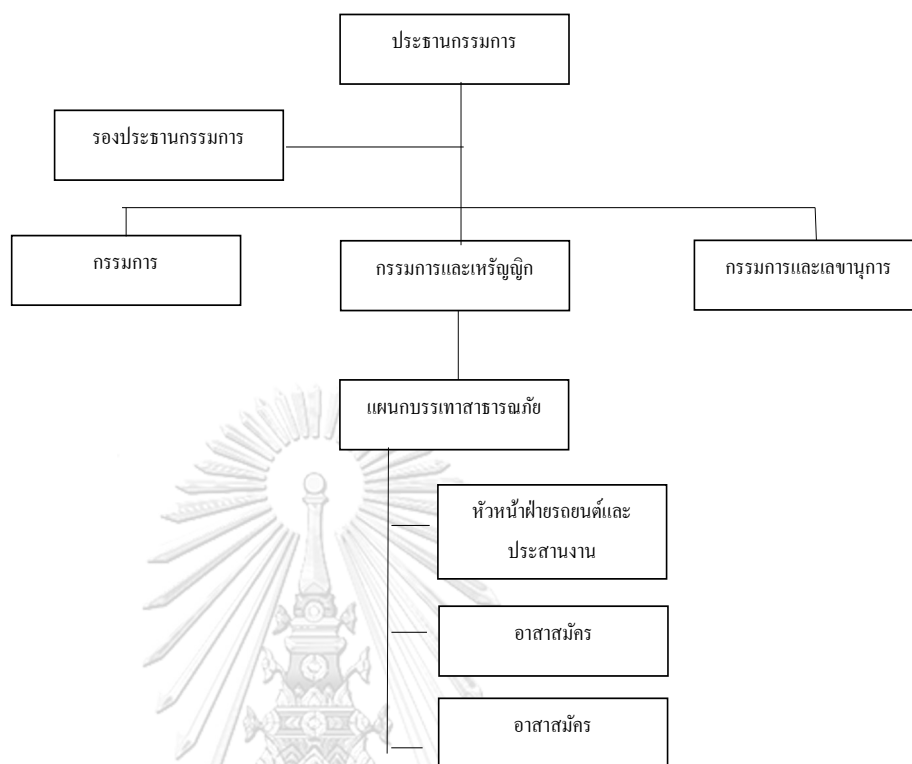 ประธานกรรมการ
รองประธานกรรมการ
กรรมการ
กรรมการและเหรัญญิก
กรรมการและเลขานุการ
แผนกบรรเทาสาธารณภัย
หัวหน้าฝ่ายรถยนต์และ
ประสานงาน
อาสาสมัคร
อาสาสมัคร